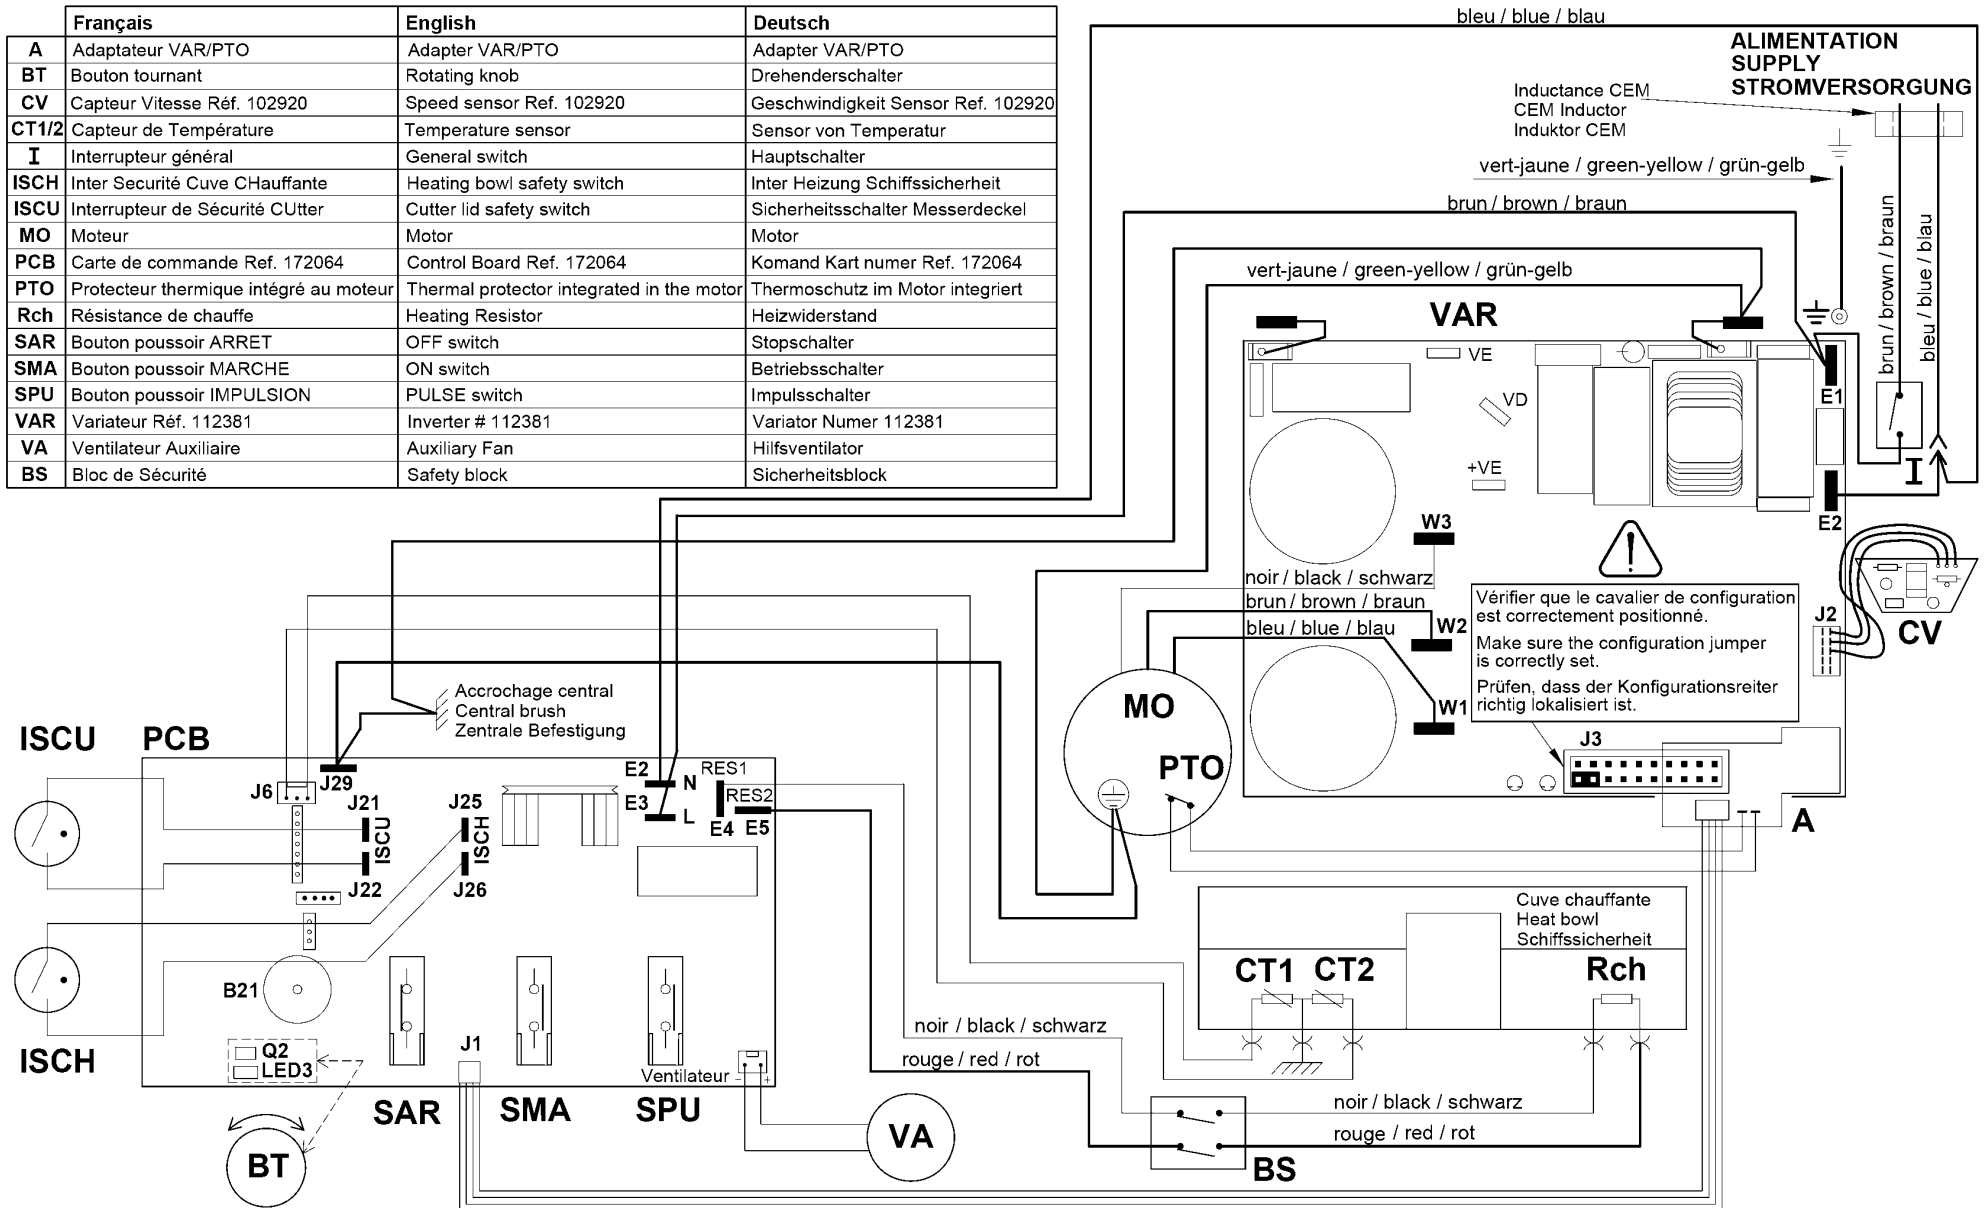 Français English Deutsch
A Adaptateur VAR/PTO Adapter VAR/PTO Adapter VAR/PTO
BT Bouton tournant Rotating knob Drehenderschalter
CV Capteur Vitesse Réf. 102920 Speed sensor Ref. 102920 Geschwindigkeit Sensor Ref. 102920
CT1/2 Capteur de Température Temperature sensor Sensor von Temperatur
I Interrupteur général General switch Hauptschalter
ISCH Inter Securité Cuve CHauffante Heating bowl safety switch Inter Heizung Schiffssicherheit
ISCU Interrupteur de Sécurité CUtter Cutter lid safety switch Sicherheitsschalter Messerdeckel
MO Moteur Motor Motor
PCB Carte de commande Ref. 172064 Control Board Ref. 172064 Komand Kart numer Ref. 172064
PTO Protecteur thermique intégré au moteur Thermal protector integrated in the motor Thermoschutz im Motor integriert
Rch Résistance de chauffe Heating Resistor Heizwiderstand
SAR Bouton poussoir ARRET OFF switch Stopschalter
SMA Bouton poussoir MARCHE ON switch Betriebsschalter
SPU Bouton poussoir IMPULSION PULSE switch Impulsschalter
VAR Variateur Réf. 112381 Inverter # 112381 Variator Numer 112381
VA Ventilateur Auxiliaire Auxiliary Fan Hilfsventilator
BS Bloc de Sécurité Safety block Sicherheitsblock
bleu / blue / blau
ALIMENTATION
SUPPLY
STROMVERSORGUNG
Inductance CEM
CEM Inductor
Induktor CEM
vert-jaune / green-yellow / grün-gelb
brun / brown / braun
vert-jaune / green-yellow / grün-gelb
brun / brown / braun
bleu / blue / blau
VAR
VE
VD
+VE
E1
I
E2
W3
noir / black / schwarz
brun / brown / braun
bleu / blue / blau
W2
W1
!
Vérifier que le cavalier de configuration
est correctement positionné.
Make sure the configuration jumper
is correctly set.
Prüfen, dass der Konfigurationsreiter
richtig lokalisiert ist.
J2
CV
J3
A
MO
PTO
Accrochage central
Central brush
Zentrale Befestigung
ISCU
PCB
J6
J29
J21
ISCU
J22
J25
ISCH
J26
E2
N
E3
L
RES1
RES2
E4
E5
B21
ISCH
Q2
LED3
J1
Ventilateur
- +
SAR
SMA
SPU
BT
VA
Cuve chauffante
Heat bowl
Schiffssicherheit
CT1
CT2
Rch
noir / black / schwarz
rouge / red / rot
noir / black / schwarz
rouge / red / rot
BS